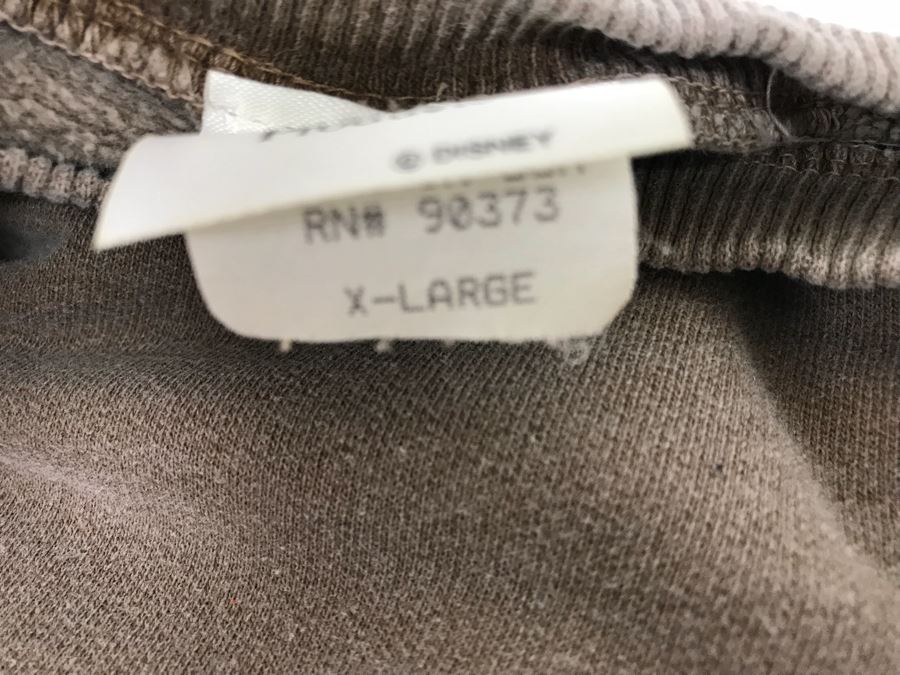 © DISNEY
RN# 90373
X-LARGE